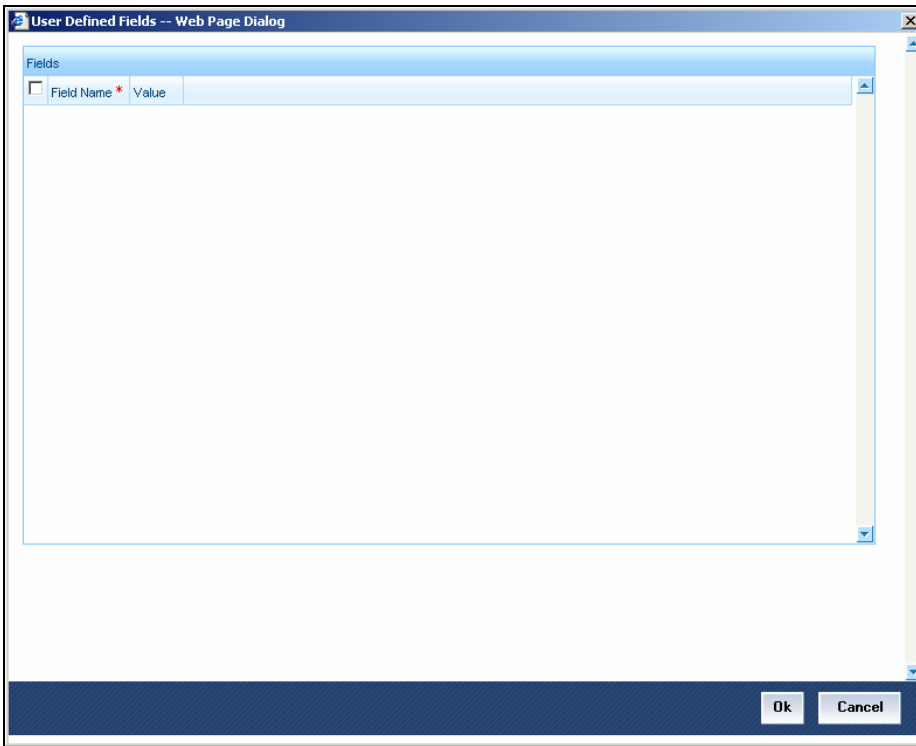 User Defined Fields -- Web Page Dialog
Fields
Field Name * Value
Ok Cancel